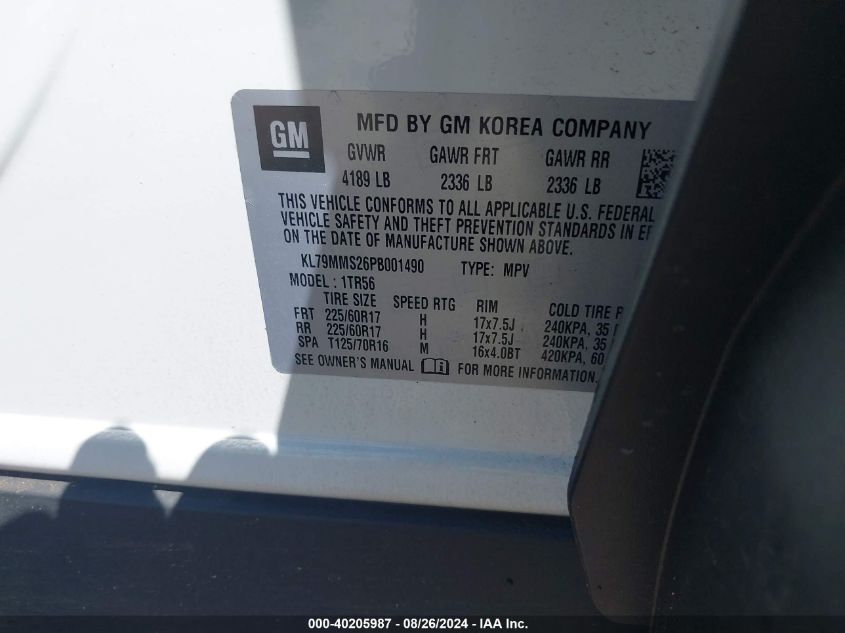 GM
MFD BY GM KOREA COMPANY
GVWR GAWR FRT GAWR RR
4189 LB 2336 LB 2336 LB
THIS VEHICLE CONFORMS TO ALL APPLICABLE U.S. FEDERAL
VEHICLE SAFETY AND THEFT PREVENTION STANDARDS IN
ON THE DATE OF MANUFACTURE SHOWN ABOVE.
KL79MMS26PB001490 TYPE: MPV
MODEL: 1TR56
TIRE SIZE SPEED RTG RIM COLD TIRE
FRT 225/60R17 H 17x7.5J 240KPA, 35
RR 225/60R17 H 17x7.5J 240KPA, 35
SPA T125/70R16 M 16x4.0BT 420KPA, 60
SEE OWNER'S MANUAL FOR MORE INFORMATION.
000-40205987 - 08/26/2024 - IAA Inc.